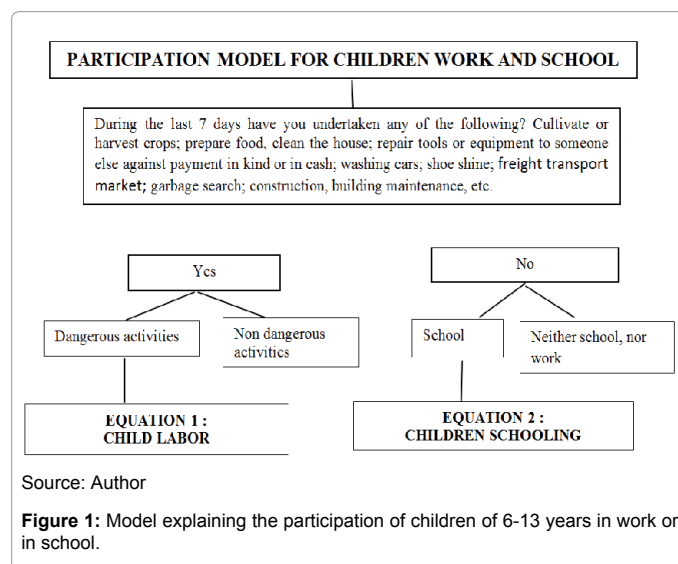 PARTICIPATION MODEL FOR CHILDREN WORK AND SCHOOL
During the last 7 days have you undertaken any of the following? Cultivate or
harvest crops; prepare food, clean the house; repair tools or equipment to someone
else against payment in kind or in cash; washing cars; shoe shine; freight transport
market; garbage search; construction, building maintenance, etc.
Yes
No
Dangerous activities
Non dangerous
activities
School
Neither school, nor
work
EQUATION 1 :
CHILD LABOR
EQUATION 2 :
CHILDREN SCHOOLING
Source: Author
Figure 1: Model explaining the participation of children of 6-13 years in work or
in school.